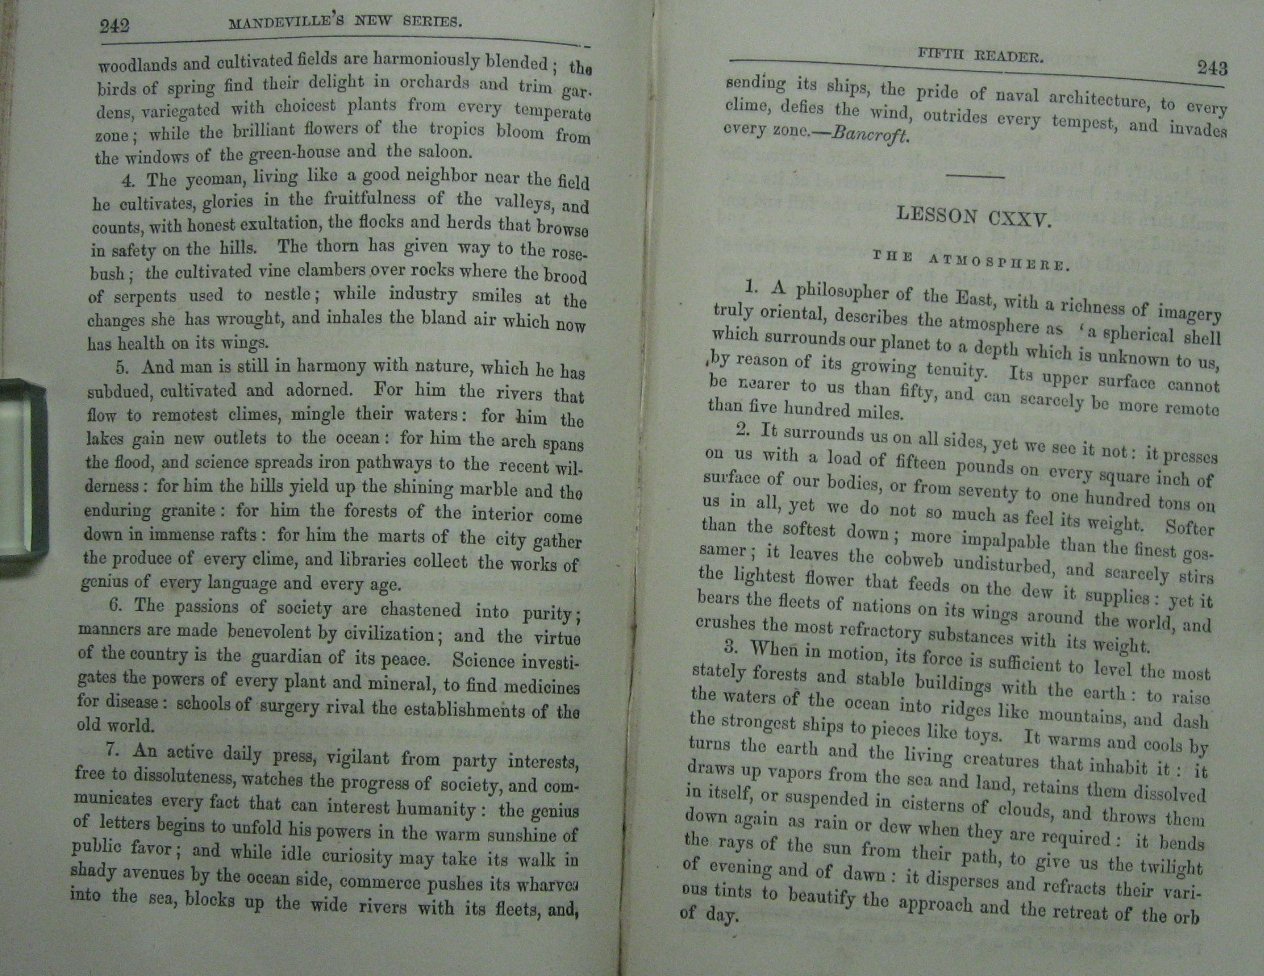 242 MANDEVILLE'S NEW SERIES.
woodlands and cultivated fields are harmoniously blended; the
birds of spring find their delight in orchards and trim gar-
dens, variegated with choicest plants from every temperate
zone; while the brilliant flowers of the tropics bloom from
the windows of the green-house and the saloon.
4. The yeoman, living like a good neighbor near the field
he cultivates, glories in the fruitfulness of the valleys, and
counts, with honest exultation, the flocks and herds that browse
in safety on the hills. The thorn has given way to the rose-
bush; the cultivated vine clambers over rocks where the brood
of serpents used to nestle; while industry smiles at the
changes she has wrought, and inhales the bland air which now
has health on its wings.
5. And man is still in harmony with nature, which he has
subdued, cultivated and adorned. For him the rivers that
flow to remotest climes, mingle their waters: for him the
lakes gain new outlets to the ocean: for him the arch spans
the flood, and science spreads iron pathways to the recent wil-
derness: for him the hills yield up the shining marble and the
enduring granite: for him the forests of the interior come
down in immense rafts: for him the marts of the city gather
the produce of every clime, and libraries collect the works of
genius of every language and every age.
6. The passions of society are chastened into purity;
manners are made benevolent by civilization; and the virtue
of the country is the guardian of its peace. Science investi-
gates the powers of every plant and mineral, to find medicines
for disease: schools of surgery rival the establishments of the
old world.
7. An active daily press, vigilant from party interests,
free to dissoluteness, watches the progress of society, and com-
municates every fact that can interest humanity: the genius
of letters begins to unfold his powers in the warm sunshine of
public favor; and while idle curiosity may take its walk in
shady avenues by the ocean side, commerce pushes its wharves
into the sea, blocks up the wide rivers with its fleets, and,
FIFTH READER. 243
sending its ships, the pride of naval architecture, to every
clime, defies the wind, outrides every tempest, and invades
every zone.—Bancroft.
LESSON CXXV.
THE ATMOSPHERE.
1. A philosopher of the East, with a richness of imagery
truly oriental, describes the atmosphere as 'a spherical shell
which surrounds our planet to a depth which is unknown to us,
by reason of its growing tenuity. Its upper surface cannot
be nearer to us than fifty, and can scarcely be more remote
than five hundred miles.
2. It surrounds us on all sides, yet we see it not: it presses
on us with a load of fifteen pounds on every square inch of
surface of our bodies, or from seventy to one hundred tons on
us in all, yet we do not so much as feel its weight. Softer
than the softest down; more impalpable than the finest gos-
samer; it leaves the cobweb undisturbed, and scarcely stirs
the lightest flower that feeds on the dew it supplies: yet it
bears the fleets of nations on its wings around the world, and
crushes the most refractory substances with its weight.
3. When in motion, its force is sufficient to level the most
stately forests and stable buildings with the earth: to raise
the waters of the ocean into ridges like mountains, and dash
the strongest ships to pieces like toys. It warms and cools by
turns the earth and the living creatures that inhabit it: it
draws up vapors from the sea and land, retains them dissolved
in itself, or suspended in cisterns of clouds, and throws them
down again as rain or dew when they are required: it bends
the rays of the sun from their path, to give us the twilight
of evening and of dawn: it disperses and refracts their vari-
ous tints to beautify the approach and the retreat of the orb
of day.